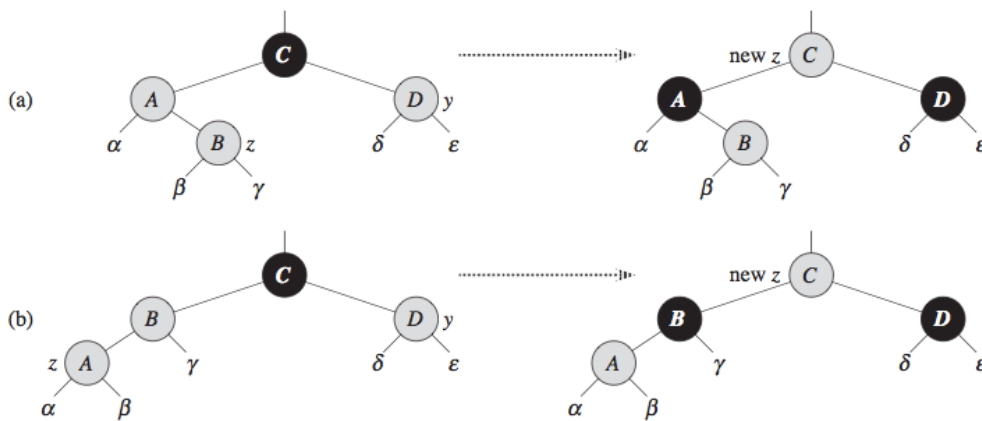 C new z C
(a) A D y A D
α B z δ ε α B δ ε
β γ β γ
C new z C
(b) B D y B D
z A γ δ ε A γ δ ε
α β α β